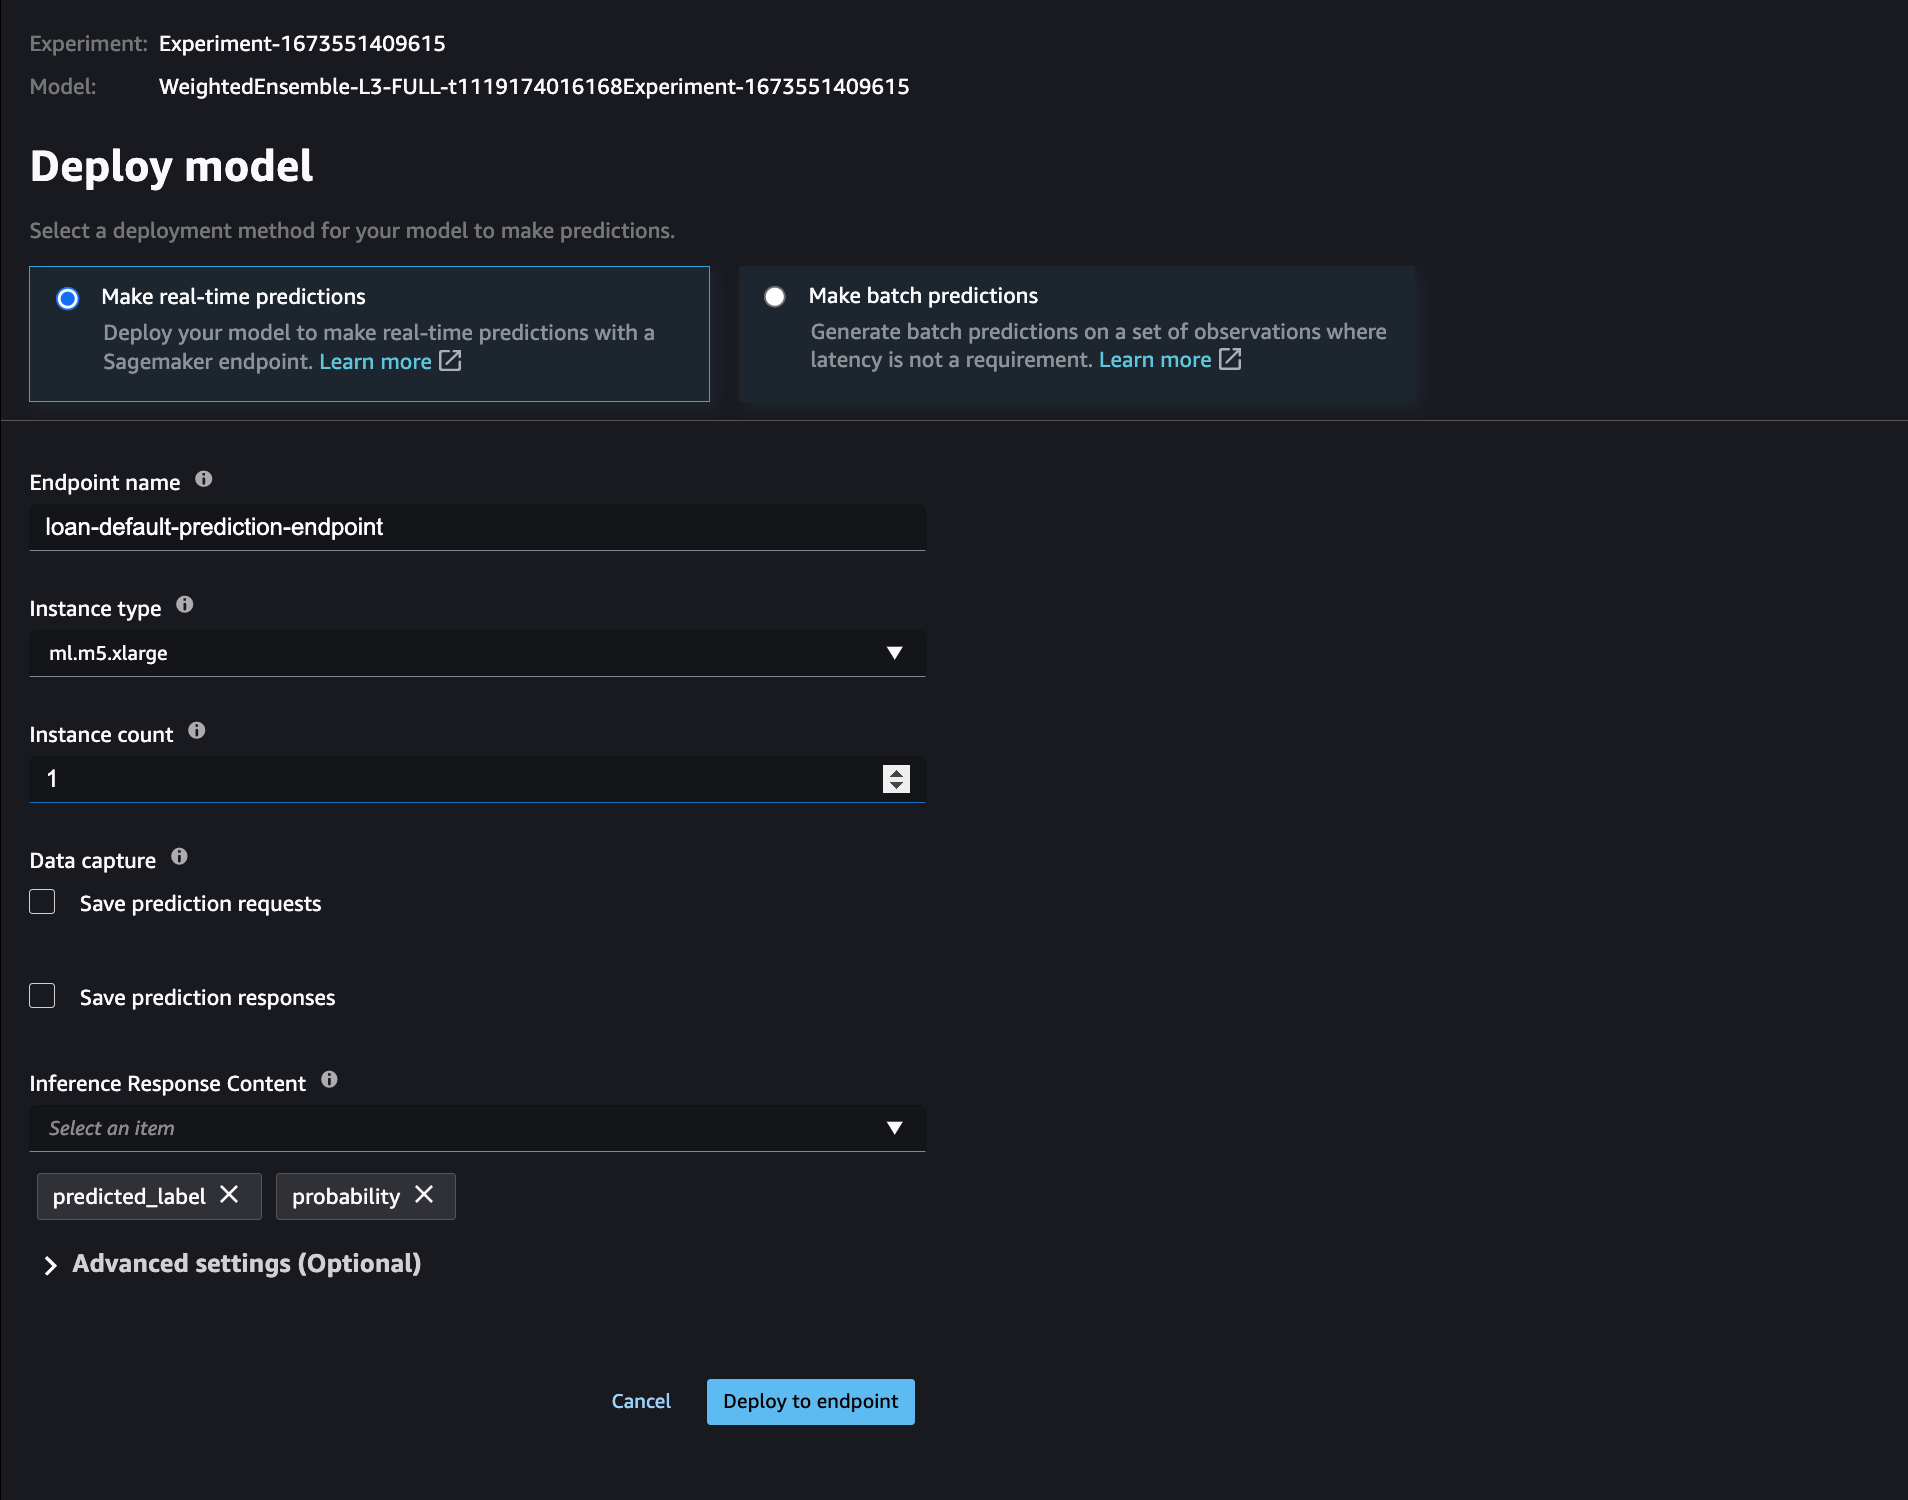 Experiment: Experiment-1673551409615
Model: WeightedEnsemble-L3-FULL-t1119174016168Experiment-1673551409615
Deploy model
Select a deployment method for your model to make predictions.
Make real-time predictions
Deploy your model to make real-time predictions with a
Sagemaker endpoint. Learn more
Make batch predictions
Generate batch predictions on a set of observations where
latency is not a requirement. Learn more
Endpoint name
loan-default-prediction-endpoint
Instance type
ml.m5.xlarge
Instance count
1
Data capture
Save prediction requests
Save prediction responses
Inference Response Content
Select an item
predicted_label probability
Advanced settings (Optional)
Cancel Deploy to endpoint